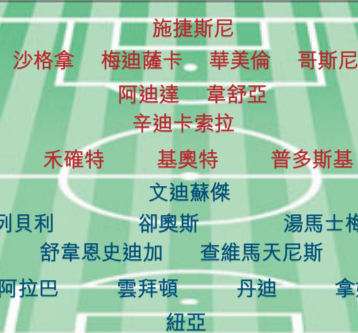 施捷斯尼
沙格拿 梅迪薩卡 華美倫 哥斯尼
阿迪達 韋舒亞
辛迪卡索拉
禾確特 基奧特 普多斯基
文迪蘇傑
列貝利 卻奧斯 湯馬士梅
舒韋恩史迪加 查維馬天尼斯
阿拉巴 雲拜頓 丹迪 拿
紐亞